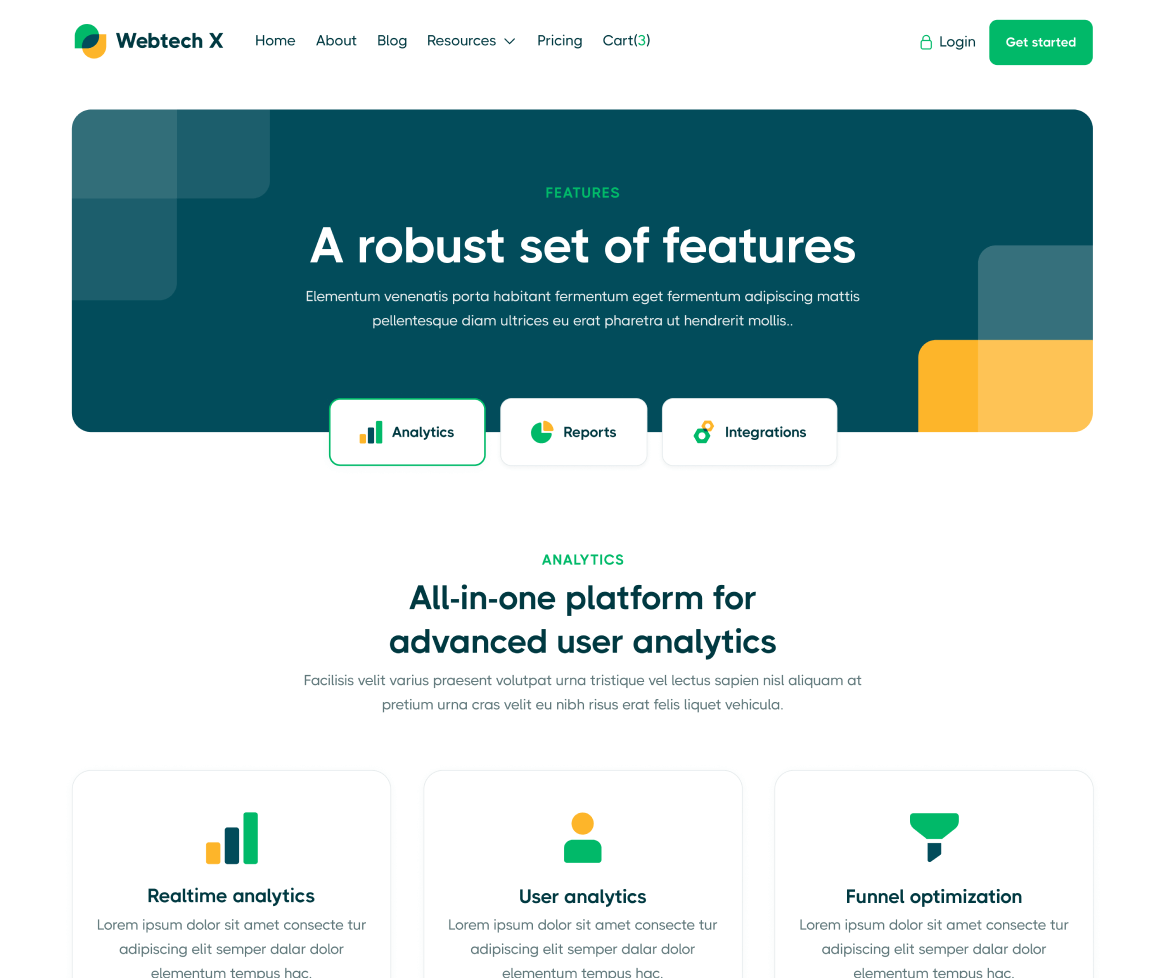 Webtech X
Home About Blog Resources Pricing Cart(3)
Login
Get started
FEATURES
A robust set of features
Elementum venenatis porta habitant fermentum eget fermentum adipiscing mattis
pellentesque diam ultrices eu erat pharetra ut hendrerit mollis..
Analytics
Reports
Integrations
ANALYTICS
All-in-one platform for
advanced user analytics
Facilisis velit varius praesent volutpat urna tristique vel lectus sapien nisl aliquam at
pretium urna cras velit eu nibh risus erat felis liquet vehicula.
Realtime analytics
Lorem ipsum dolor sit amet consecte tur
adipiscing elit semper dalar dolor
elementum tempus hac.
User analytics
Lorem ipsum dolor sit amet consecte tur
adipiscing elit semper dalar dolor
elementum tempus hac.
Funnel optimization
Lorem ipsum dolor sit amet consecte tur
adipiscing elit semper dalar dolor
elementum tempus hac.